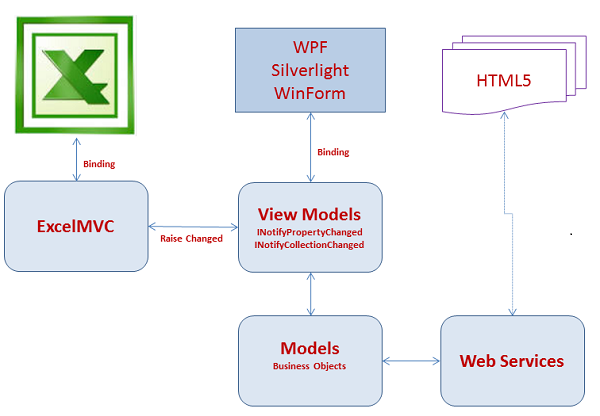 WPF
Silverlight
WinForm
HTML5
Binding
Binding
ExcelMVC
Raise Changed
View Models
INotifyPropertyChanged
INotifyCollectionChanged
.
Models
Business Objects
Web Services